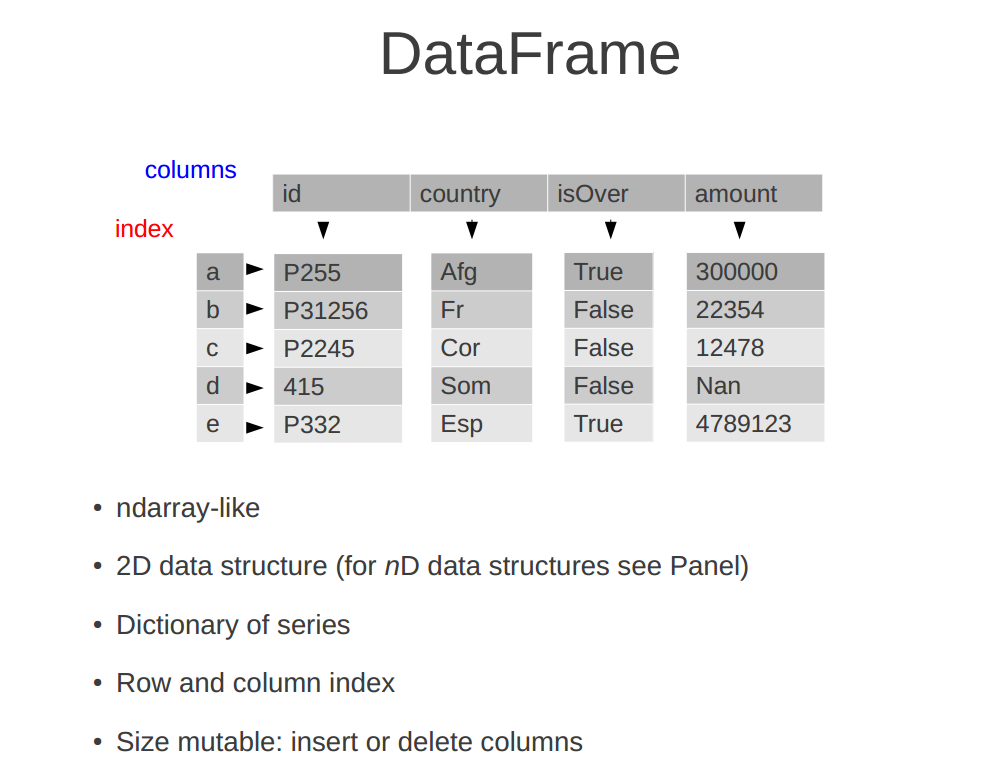 DataFrame
columns
id country isOver amount
index
a P255 Afg True 300000
b P31256 Fr False 22354
c P2245 Cor False 12478
d 415 Som False Nan
e P332 Esp True 4789123
• ndarray-like
• 2D data structure (for nD data structures see Panel)
• Dictionary of series
• Row and column index
• Size mutable: insert or delete columns